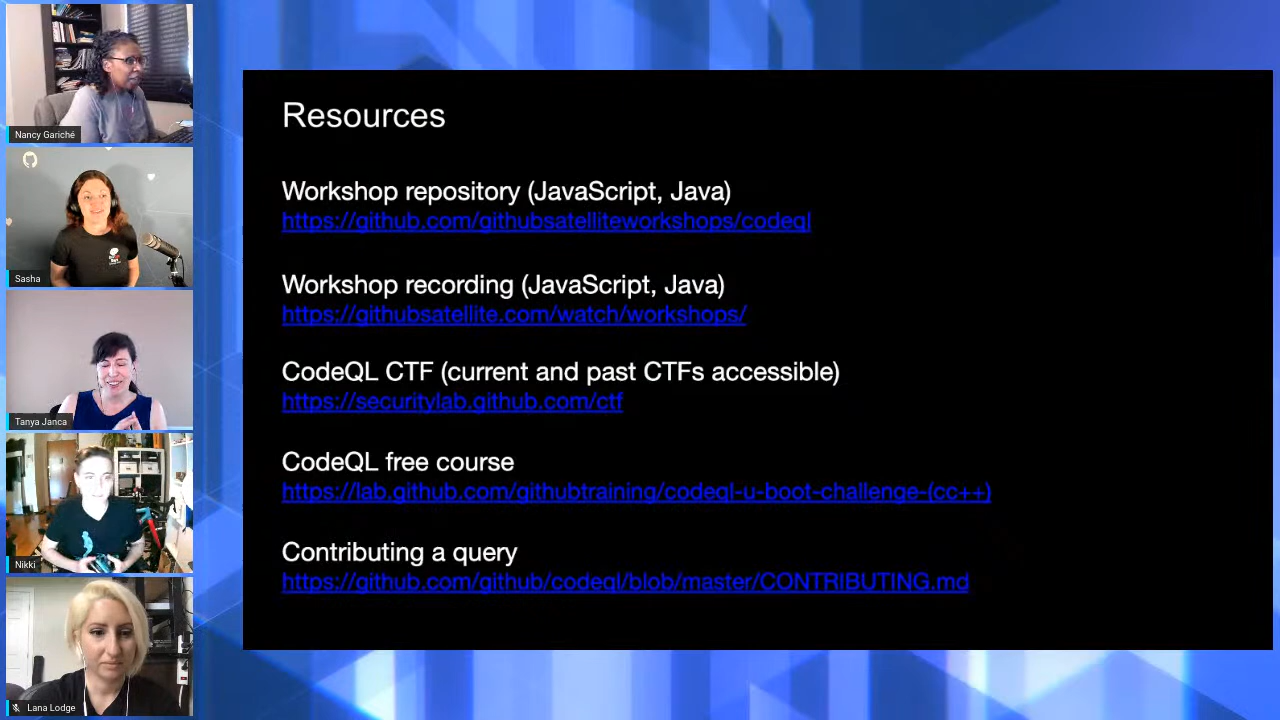 Nancy Gariché
Sasha
Tanya Janca
Nikki
Lana Lodge
Resources
Workshop repository (JavaScript, Java)
https://github.com/githubsatelliteworkshops/codeql
Workshop recording (JavaScript, Java)
https://githubsatellite.com/watch/workshops/
CodeQL CTF (current and past CTFs accessible)
https://securitylab.github.com/ctf
CodeQL free course
https://lab.github.com/githubtraining/codeql-u-boot-challenge-(cc++)
Contributing a query
https://github.com/github/codeql/blob/master/CONTRIBUTING.md